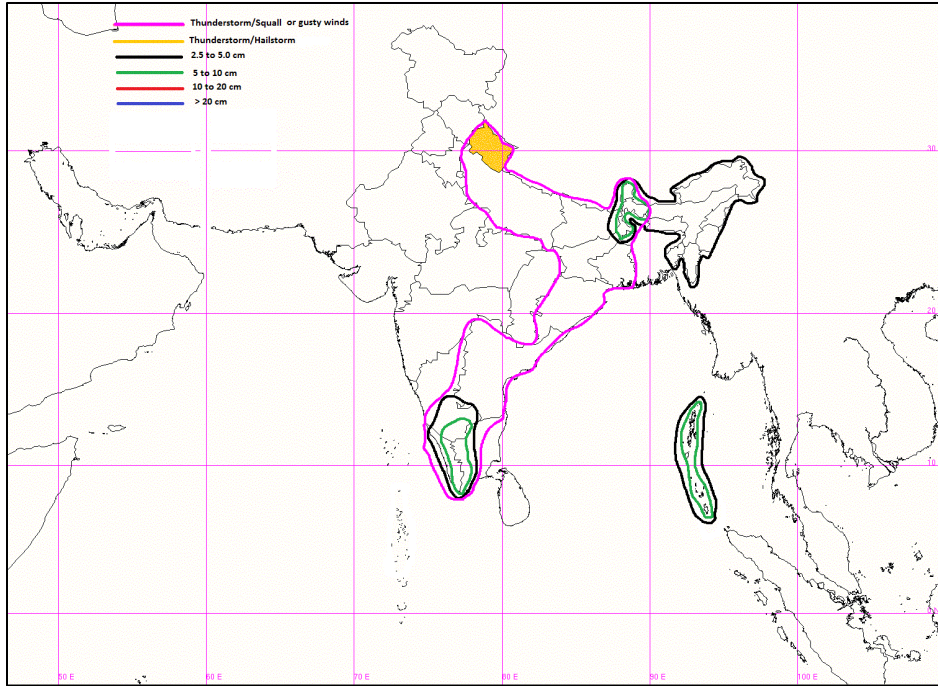 Thunderstorm/Squall or gusty winds
Thunderstorm/Hailstorm
2.5 to 5.0 cm
5 to 10 cm
10 to 20 cm
> 20 cm
30
20
10
50 E 60 E 70 E 80 E 90 E 100 E